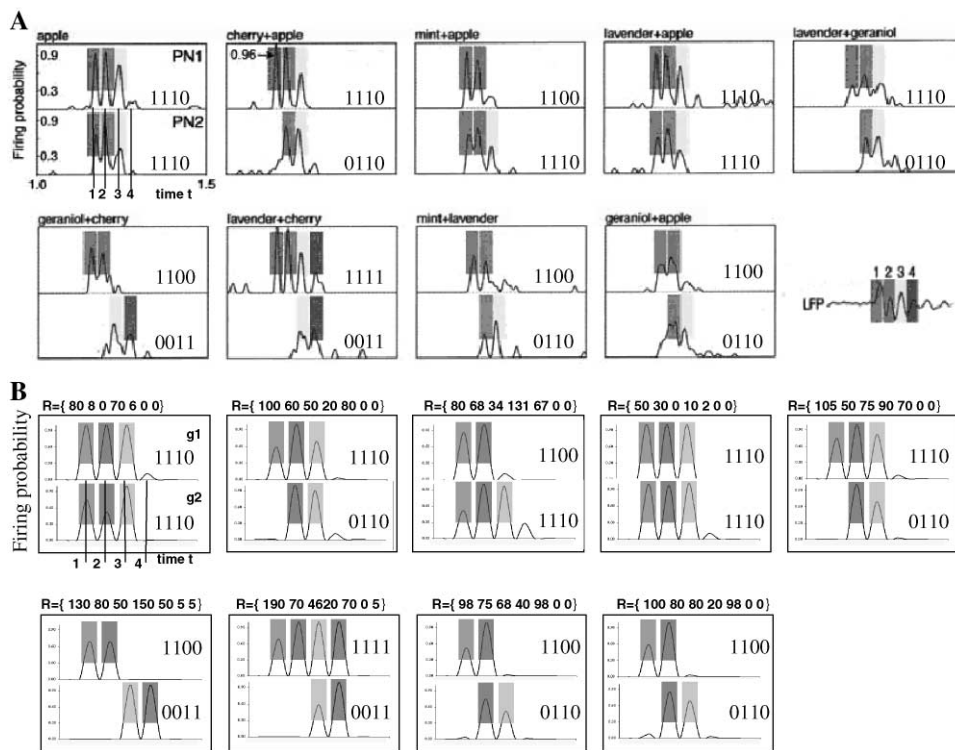 A
apple cherry+apple mint+apple lavender+apple lavender+geraniol
Firing probability
0.9 PN1
0.3
1110
0.96
1110
1100
1110
1110
0.9 PN2
0.3
1110
0110
1110
1110
0110
1.0 1.5
1 2 3 4 time t
geraniol+cherry lavender+cherry mint+lavender geraniol+apple
1100 1111 1100 1100
1 2 3 4
LFP
0011 0011 0110 0110
B
R={ 80 8 0 70 6 0 0} R={ 100 60 50 20 80 0 0} R={ 80 68 34 131 67 0 0} R={ 50 30 0 10 2 0 0} R={ 105 50 75 90 70 0 0}
Firing probability
g1
1110 1110 1100 1110 1110
g2
1110 0110 1110 1110 0110
1 2 3 4 time t
R={ 130 80 50 150 50 5 5} R={ 190 70 4620 70 0 5} R={ 98 75 68 40 98 0 0} R={ 100 80 80 20 98 0 0}
1100 1111 1100 1100
0011 0011 0110 0110